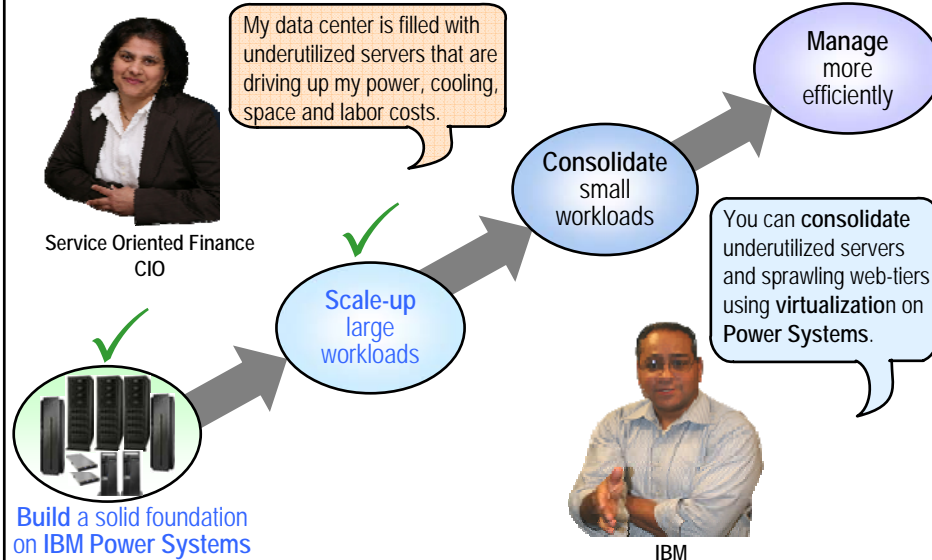 My data center is filled with
underutilized servers that are
driving up my power, cooling,
space and labor costs.
Manage
more
efficiently
Consolidate
small
workloads
Service Oriented Finance
CIO
You can consolidate
underutilized servers
and sprawling web-tiers
using virtualization on
Power Systems.
Scale-up
large
workloads
Build a solid foundation
on IBM Power Systems
IBM